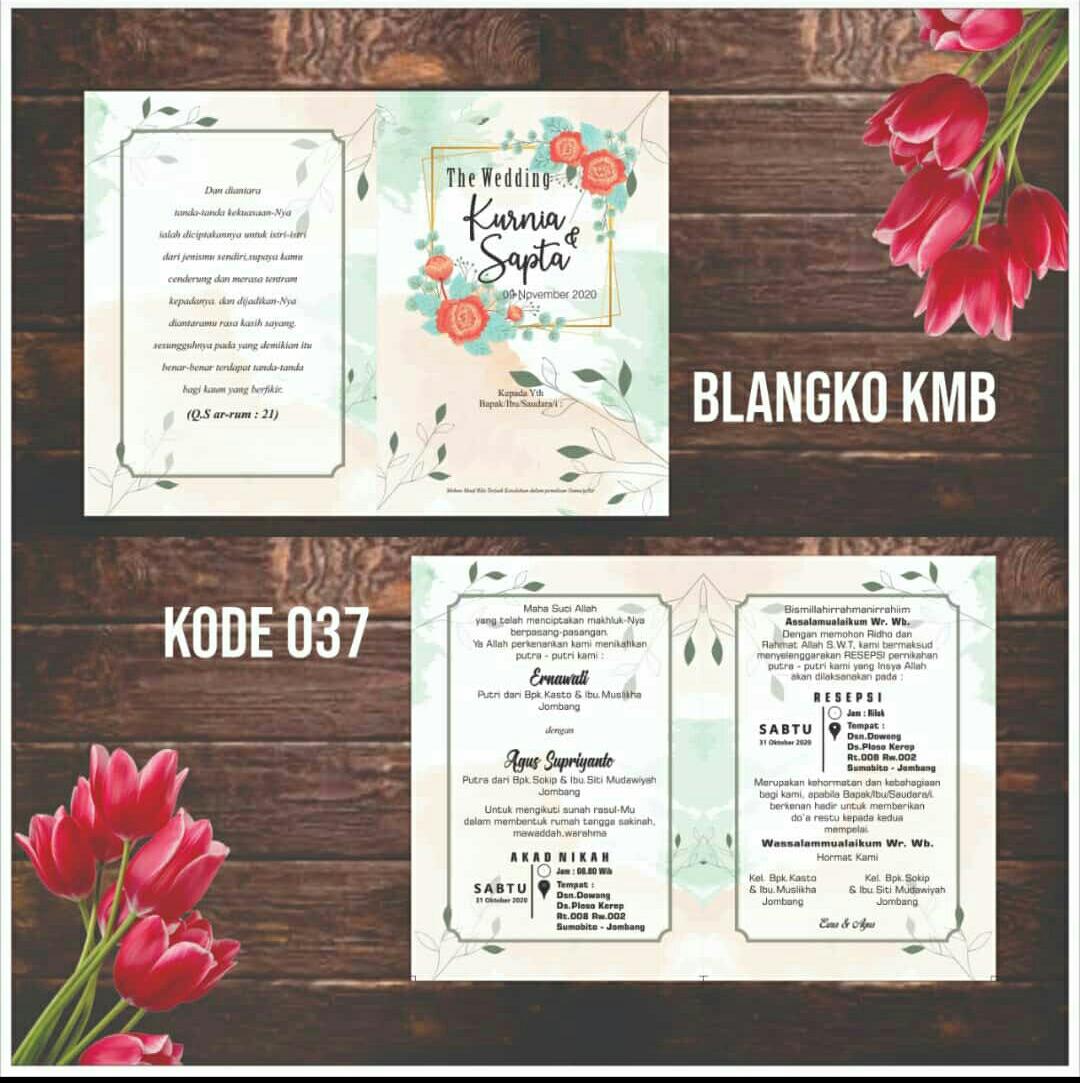 Dan diantara
tanda-tanda kekuasaan-Nya
ialah diciptakannya untuk istri-istri
dari jenismu sendiri,supaya kamu
cenderung dan merasa tentram
kepadanya. dan dijadikan-Nya
diantaramu rasa kasih sayang.
sesungguhnya pada yang demikian itu
benar-benar terdapat tanda-tanda
bagi kaum yang berfikir.
(Q.S ar-rum : 21)
The Wedding
Kurnia
&
Sapta
09 November 2020
Kepada Yth
Bapak/Ibu/Saudara/i :
Mohon Maaf Bila Terjadi Kesalahan dalam penulisan Nama/gelar
BLANGKO KMB
KODE 037
Maha Suci Allah
yang telah menciptakan makhluk-Nya
berpasang-pasangan.
Ya Allah perkenankan kami menikahkan
putra - putri kami :
Ernawati
Putri dari Bpk.Kasto & Ibu.Muslikha
Jombang
dengan
Agus Supriyanto
Putra dari Bpk.Sokip & Ibu.Siti Mudawiyah
Jombang
Untuk mengikuti sunah rasul-Mu
dalam membentuk rumah tangga sakinah,
mawaddah,warahma
AKAD NIKAH
SABTU
31 Oktober 2020
Jam : 08.00 Wib
Tempat :
Dsn.Dowong
Ds.Ploso Kerep
Rt.008 Rw.002
Sumobito - Jombang
Bismillahirrahmanirrahiim
Assalamualaikum Wr. Wb.
Dengan memohon Ridho dan
Rahmat Allah S.W.T, kami bermaksud
menyelenggarakan RESEPSI pernikahan
putra - putri kami yang Insya Allah
akan dilaksanakan pada :
RESEPSI
SABTU
31 Oktober 2020
Jam :
Tempat :
Dsn.Dowong
Ds.Ploso Kerep
Rt.008 Rw.002
Sumobito - Jombang
Merupakan kehormatan dan kebahagiaan
bagi kami, apabila Bapak/Ibu/Saudara/i.
berkenan hadir untuk memberikan
do'a restu kepada kedua
mempelai.
Wassalammualaikum Wr. Wb.
Hormat Kami
Kel. Bpk.Kasto
& Ibu.Muslikha
Jombang
Kel. Bpk.Sokip
& Ibu.Siti Mudawiyah
Jombang
& Agus